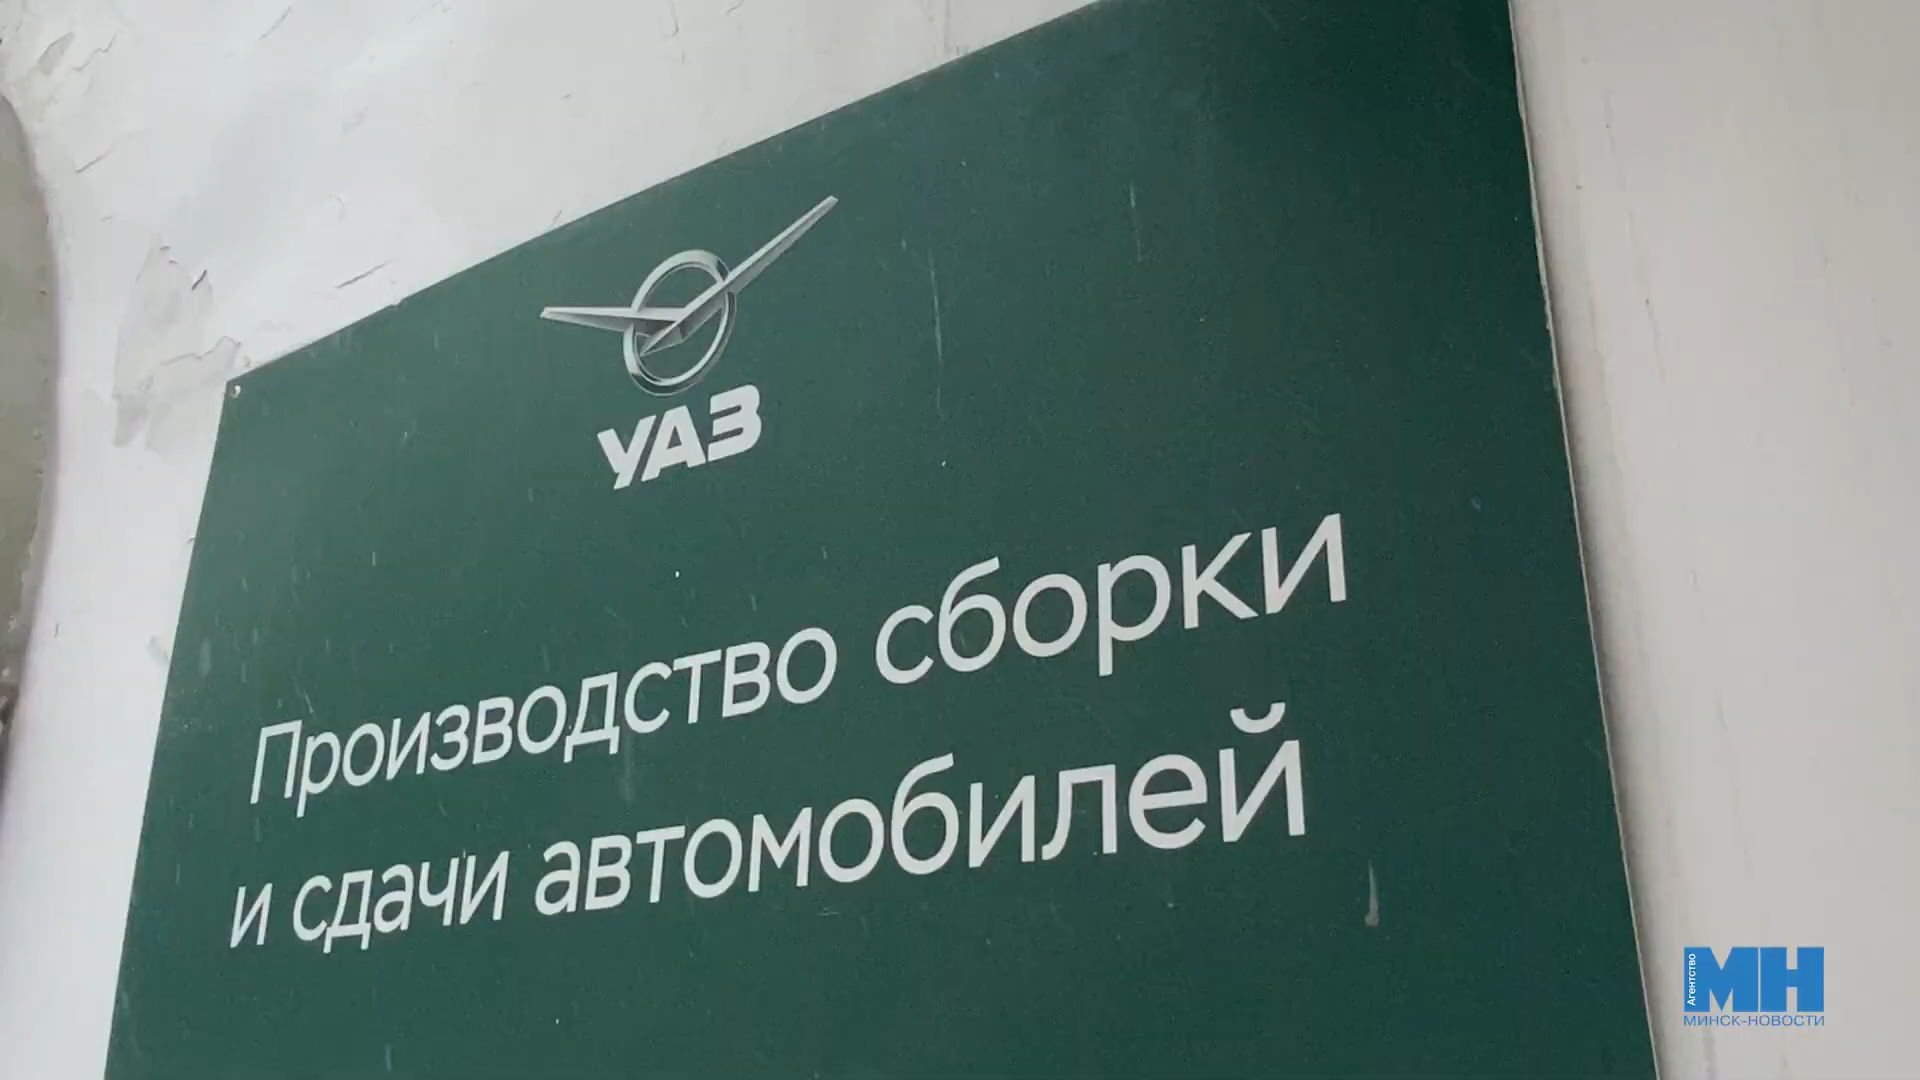 УАЗ
Производство сборки
и сдачи автомобилей
Агентство
МН
МИНСК-НОВОСТИ